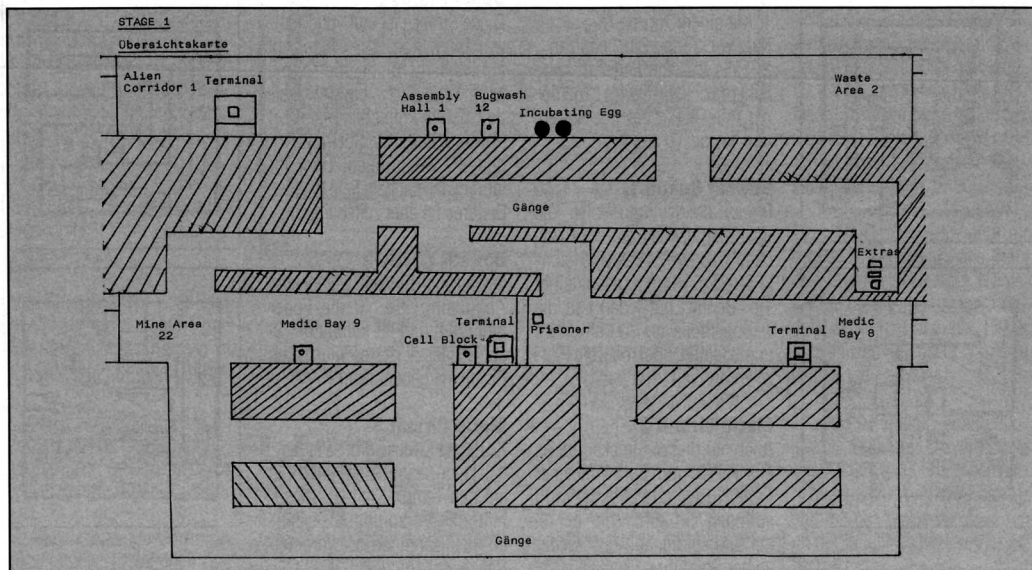 STAGE 1
Übersichtskarte
Alien
Corridor 1
Terminal
Assembly
Hall 1
Bugwash
12
Incubating Egg
Waste
Area 2
Gänge
Extras
Mine Area
22
Medic Bay 9
Terminal
Cell Block 4
Prisoner
Terminal
Medic
Bay 8
Gänge